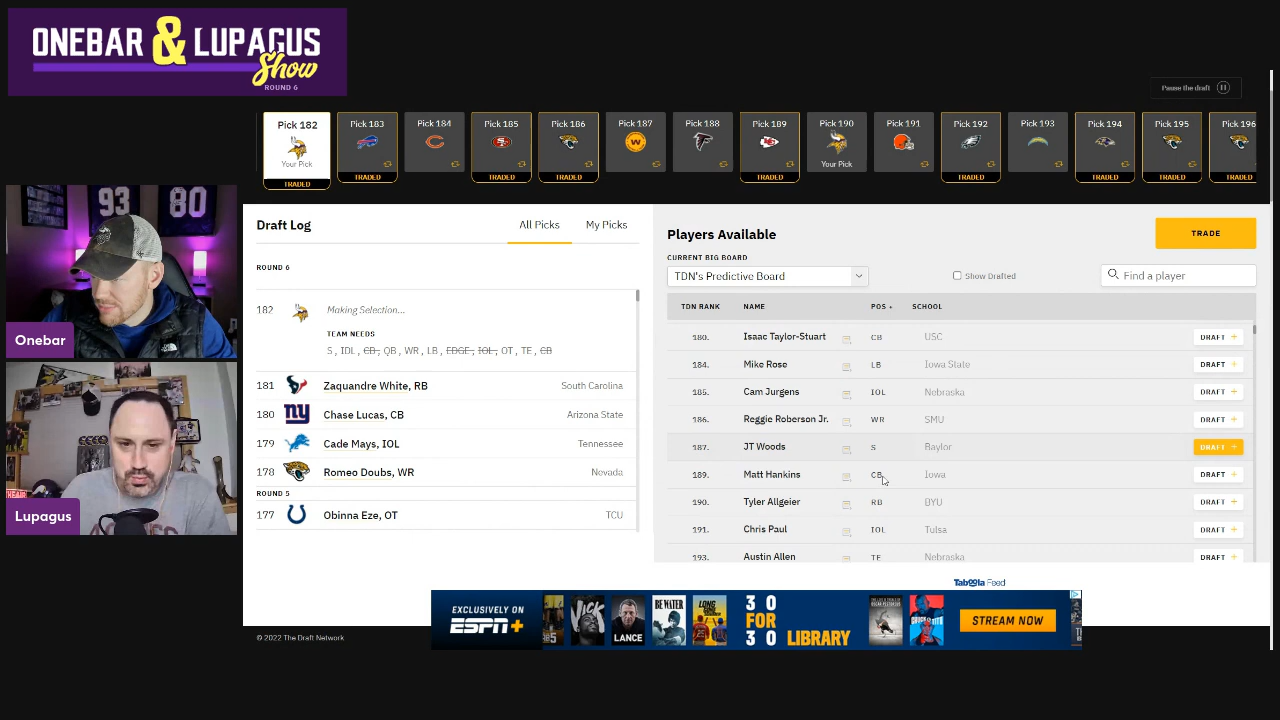 ONEBAR & LUPAGUS
Show
ROUND 6
Pause the draft
Pick 182
Your Pick
TRADED
Pick 183
TRADED
Pick 184
Pick 185
TRADED
Pick 186
TRADED
Pick 187
Pick 188
Pick 189
TRADED
Pick 190
Your Pick
Pick 191
Pick 192
TRADED
Pick 193
Pick 194
TRADED
Pick 195
TRADED
Pick 196
TRADED
93
80
Onebar
Lupagus
Draft Log
All Picks
My Picks
ROUND 6
182 Making Selection...
TEAM NEEDS
S , IDL , CB , QB , WR , LB , EDGE , IOL , OT , TE , CB
181 Zaquandre White, RB South Carolina
180 Chase Lucas, CB Arizona State
179 Cade Mays, IOL Tennessee
178 Romeo Doubs, WR Nevada
ROUND 5
177 Obinna Eze, OT TCU
Players Available
TRADE
CURRENT BIG BOARD
TDN's Predictive Board
Show Drafted
Find a player
TDN RANK NAME POS SCHOOL
180. Isaac Taylor-Stuart CB USC DRAFT +
184. Mike Rose LB Iowa State DRAFT +
185. Cam Jurgens IOL Nebraska DRAFT +
186. Reggie Roberson Jr. WR SMU DRAFT +
187. JT Woods S Baylor DRAFT +
189. Matt Hankins CB Iowa DRAFT +
190. Tyler Allgeier RB BYU DRAFT +
191. Chris Paul IOL Tulsa DRAFT +
193. Austin Allen TE Nebraska DRAFT +
Taboola Feed
EXCLUSIVELY ON
ESPN+
VICK
LANCE
BE WATER
LONG GONE SUMMER
30
FOR
30 LIBRARY
STREAM NOW
© 2022 The Draft Network